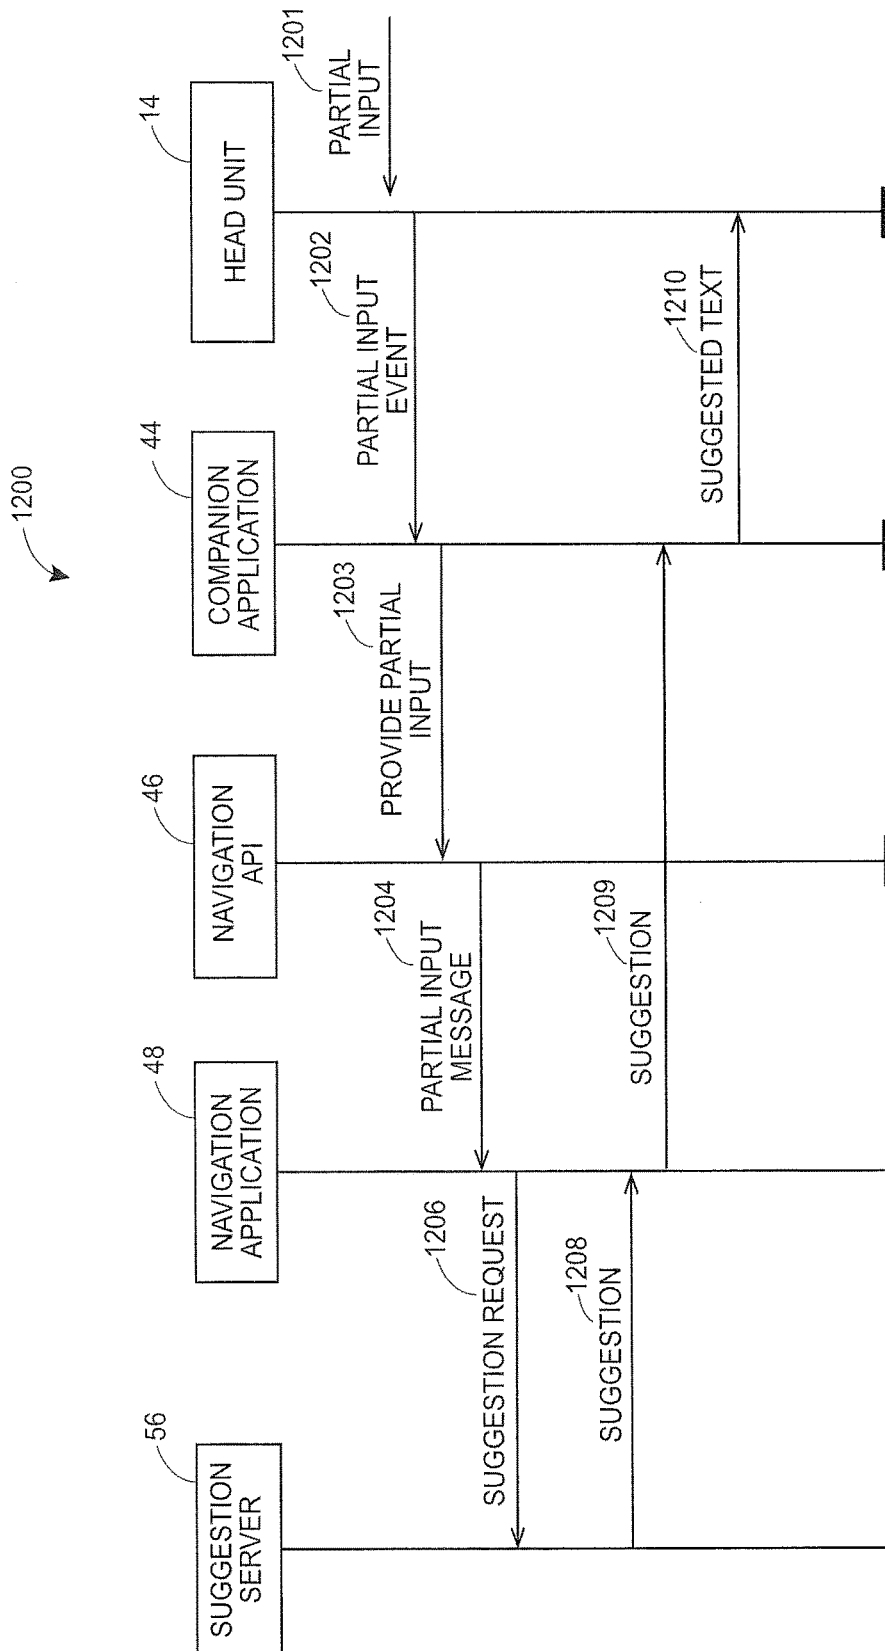 1200
56
SUGGESTION
SERVER
48
NAVIGATION
APPLICATION
46
NAVIGATION
API
44
COMPANION
APPLICATION
14
HEAD UNIT
1201
PARTIAL
INPUT
1202
PARTIAL INPUT
EVENT
1203
PROVIDE PARTIAL
INPUT
1204
PARTIAL INPUT
MESSAGE
1206
SUGGESTION REQUEST
1208
SUGGESTION
1209
SUGGESTION
1210
SUGGESTED TEXT